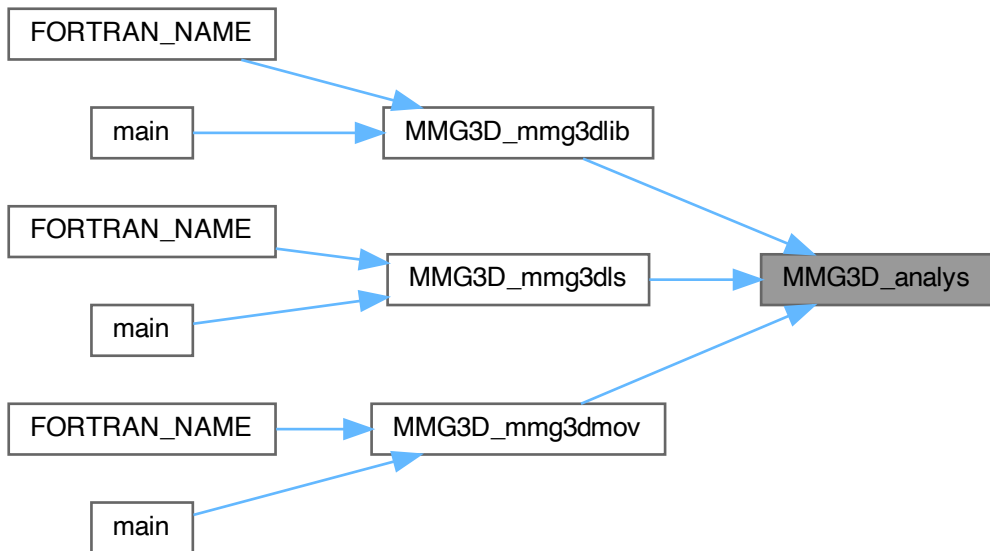 FORTRAN_NAME
main
MMG3D_mmg3dlib
FORTRAN_NAME
main
MMG3D_mmg3dls
MMG3D_analys
FORTRAN_NAME
main
MMG3D_mmg3dmov